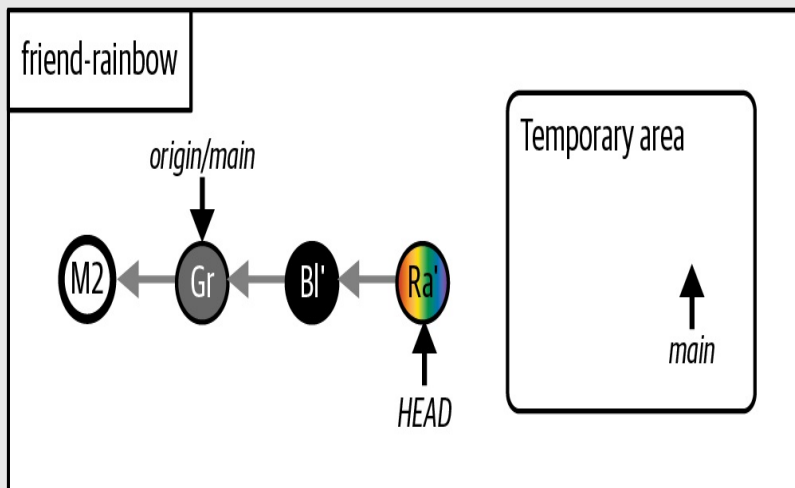 friend-rainbow
Temporary area
origin/main
M2
Gr
Bl'
Ra'
main
HEAD